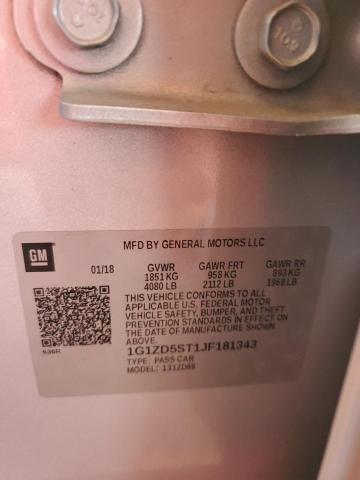 109
GM
MFD BY GENERAL MOTORS LLC
01/18 GVWR GAWR FRT GAWR RR
1851 KG 958 KG 893 KG
4080 LB 2112 LB 1968 LB
THIS VEHICLE CONFORMS TO ALL
APPLICABLE U.S. FEDERAL MOTOR
VEHICLE SAFETY, BUMPER, AND THEFT
PREVENTION STANDARDS IN EFFECT ON
THE DATE OF MANUFACTURE SHOWN
ABOVE.
1G1ZD5ST1JF181343
TYPE: PASS CAR
MODEL: 131ZD69